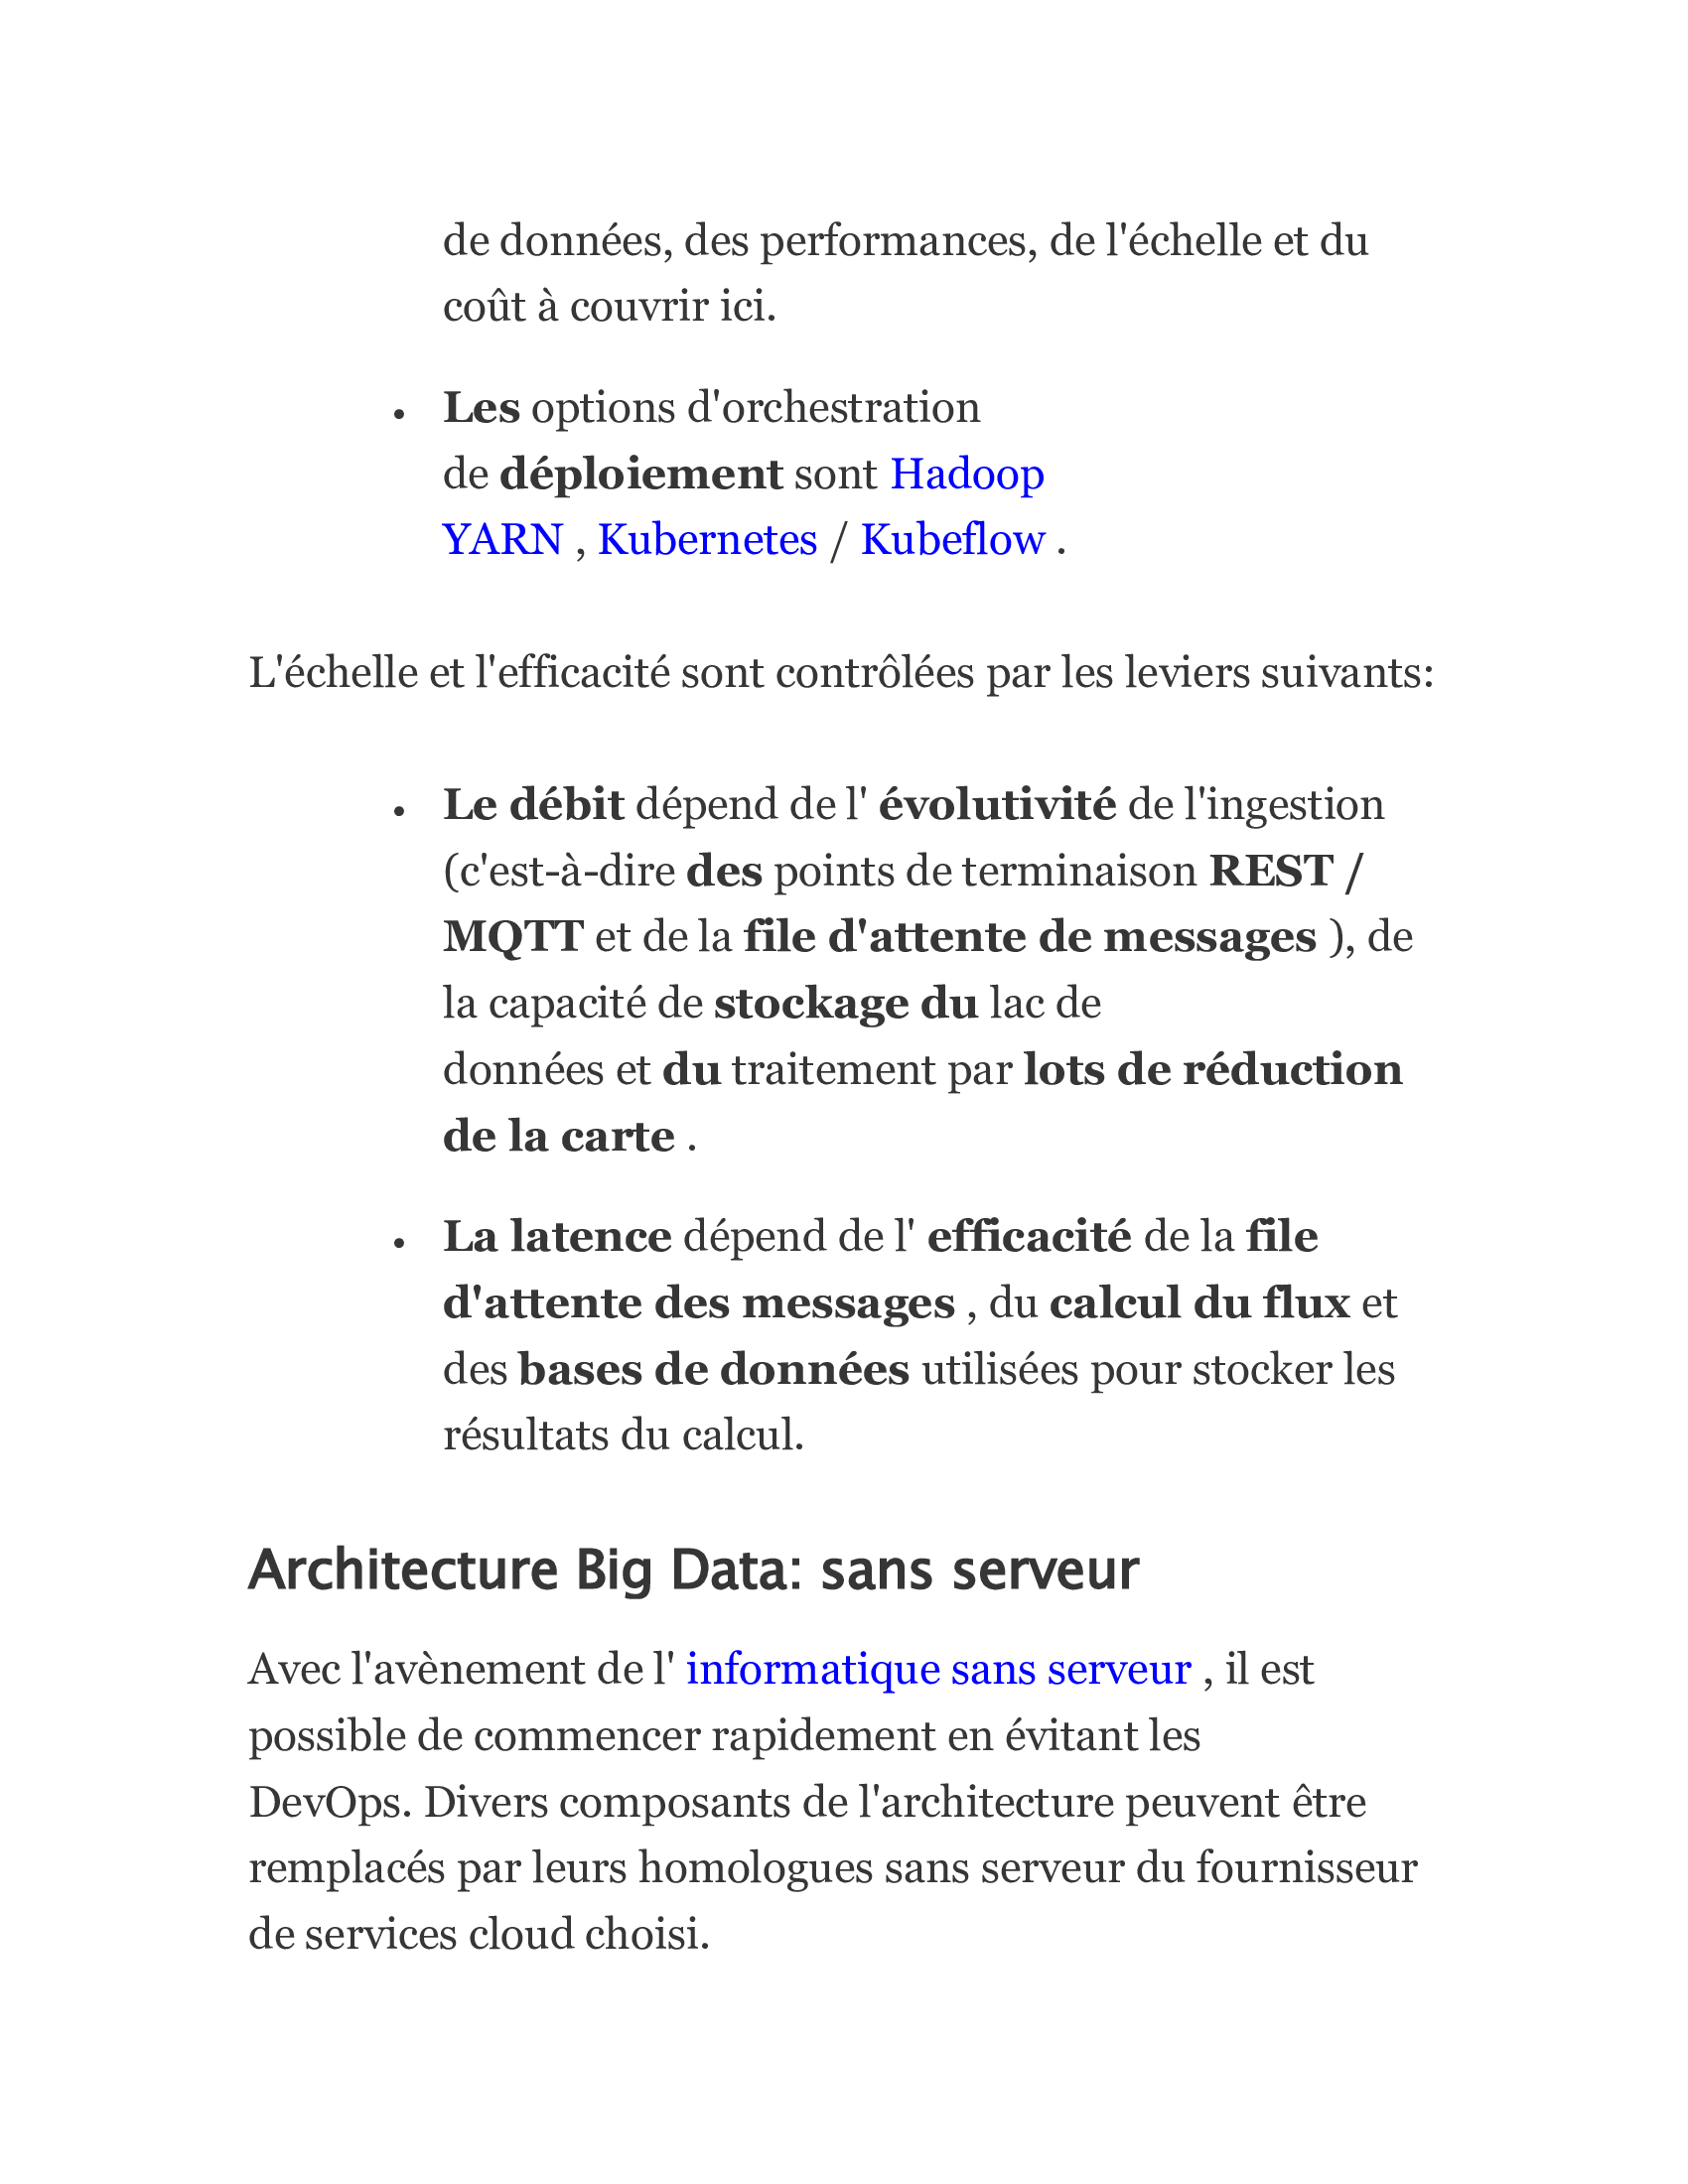 de données, des performances, de l'échelle et du
coût à couvrir ici.
• Les options d'orchestration
de déploiement sont Hadoop
YARN , Kubernetes / Kubeflow .
L'échelle et l'efficacité sont contrôlées par les leviers suivants:
• Le débit dépend de l' évolutivité de l'ingestion
(c'est-à-dire des points de terminaison REST /
MQTT et de la file d'attente de messages ), de
la capacité de stockage du lac de
données et du traitement par lots de réduction
de la carte .
• La latence dépend de l' efficacité de la file
d'attente des messages , du calcul du flux et
des bases de données utilisées pour stocker les
résultats du calcul.
Architecture Big Data: sans serveur
Avec l'avènement de l' informatique sans serveur , il est
possible de commencer rapidement en évitant les
DevOps. Divers composants de l'architecture peuvent être
remplacés par leurs homologues sans serveur du fournisseur
de services cloud choisi.